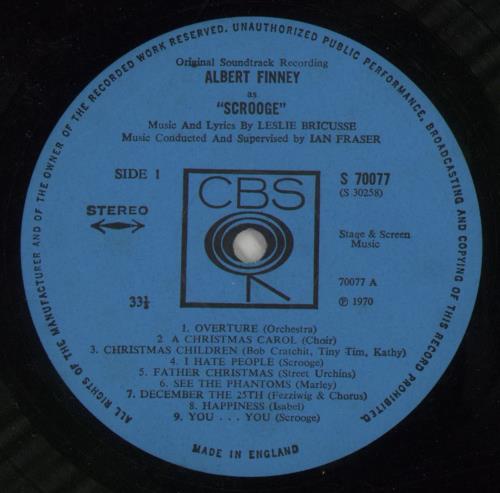 ALL RIGHTS OF THE MANUFACTURER AND OF THE OWNER OF THE RECORDED WORK RESERVED. UNAUTHORIZED PUBLIC PERFORMANCE, BROADCASTING AND COPYING OF THIS RECORD PROHIBITED.
Original Soundtrack Recording
ALBERT FINNEY
as
"SCROOGE"
Music And Lyrics By LESLIE BRICUSSE
Music Conducted And Supervised by IAN FRASER
SIDE 1
STEREO
33⅓
CBS
S 70077
(S 30258)
Stage & Screen
Music
70077 A
℗ 1970
1. OVERTURE (Orchestra)
2. A CHRISTMAS CAROL (Choir)
3. CHRISTMAS CHILDREN (Bob Cratchit, Tiny Tim, Kathy)
4. I HATE PEOPLE (Scrooge)
5. FATHER CHRISTMAS (Street Urchins)
6. SEE THE PHANTOMS (Marley)
7. DECEMBER THE 25TH (Fezziwig & Chorus)
8. HAPPINESS (Isabel)
9. YOU . . . YOU (Scrooge)
MADE IN ENGLAND